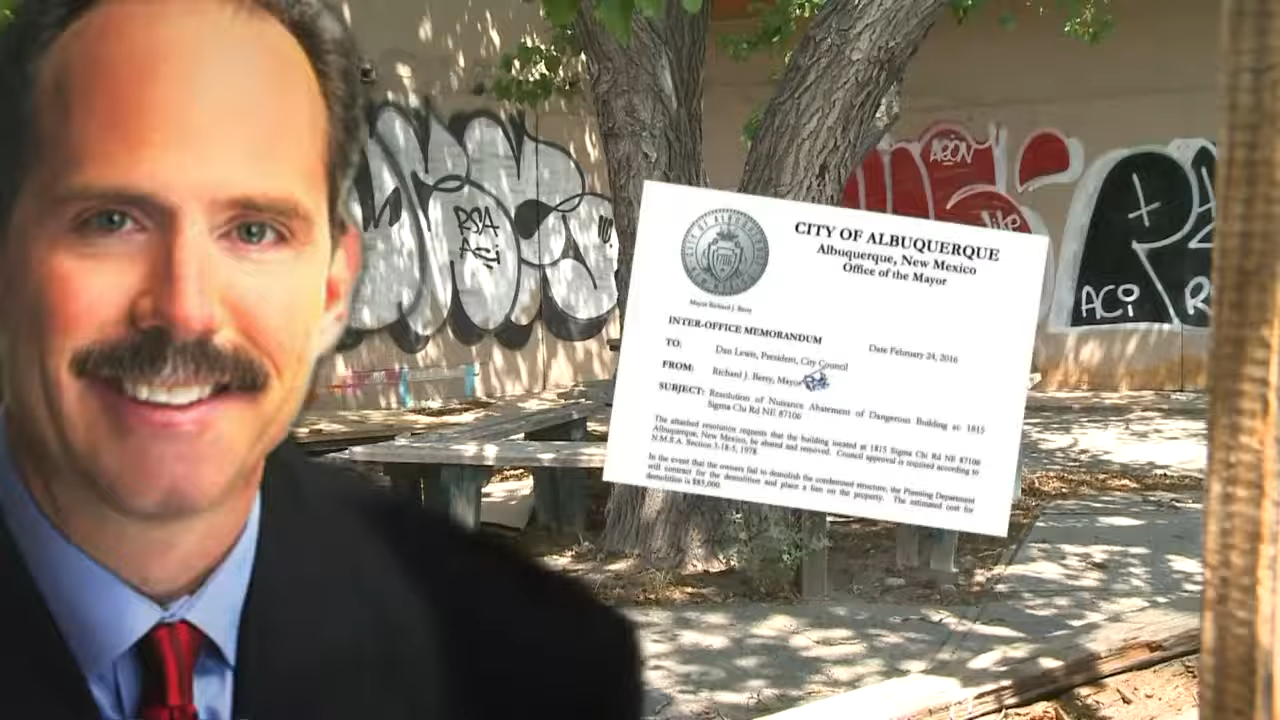 RSA
ACi
AEON
ACi
R
CITY OF ALBUQUERQUE
Albuquerque, New Mexico
Office of the Mayor
CITY OF ALBUQUERQUE
1706
Mayor Richard J. Berry
INTER-OFFICE MEMORANDUM
Date February 24, 2016
TO: Dan Lewis, President, City Council
FROM: Richard J. Berry, Mayor
SUBJECT: Resolution of Nuisance Abatement of Dangerous Building at: 1815
Sigma Chi Rd NE 87106
The attached resolution requests that the building located at 1815 Sigma Chi Rd NE 87106
Albuquerque, New Mexico, be abated and removed. Council approval is required according to
N.M.S.A. Section 3-18-5, 1978.
In the event that the owners fail to demolish the condemned structure, the Planning Department
will contract for the demolition and place a lien on the property. The estimated cost for
demolition is $85,000.